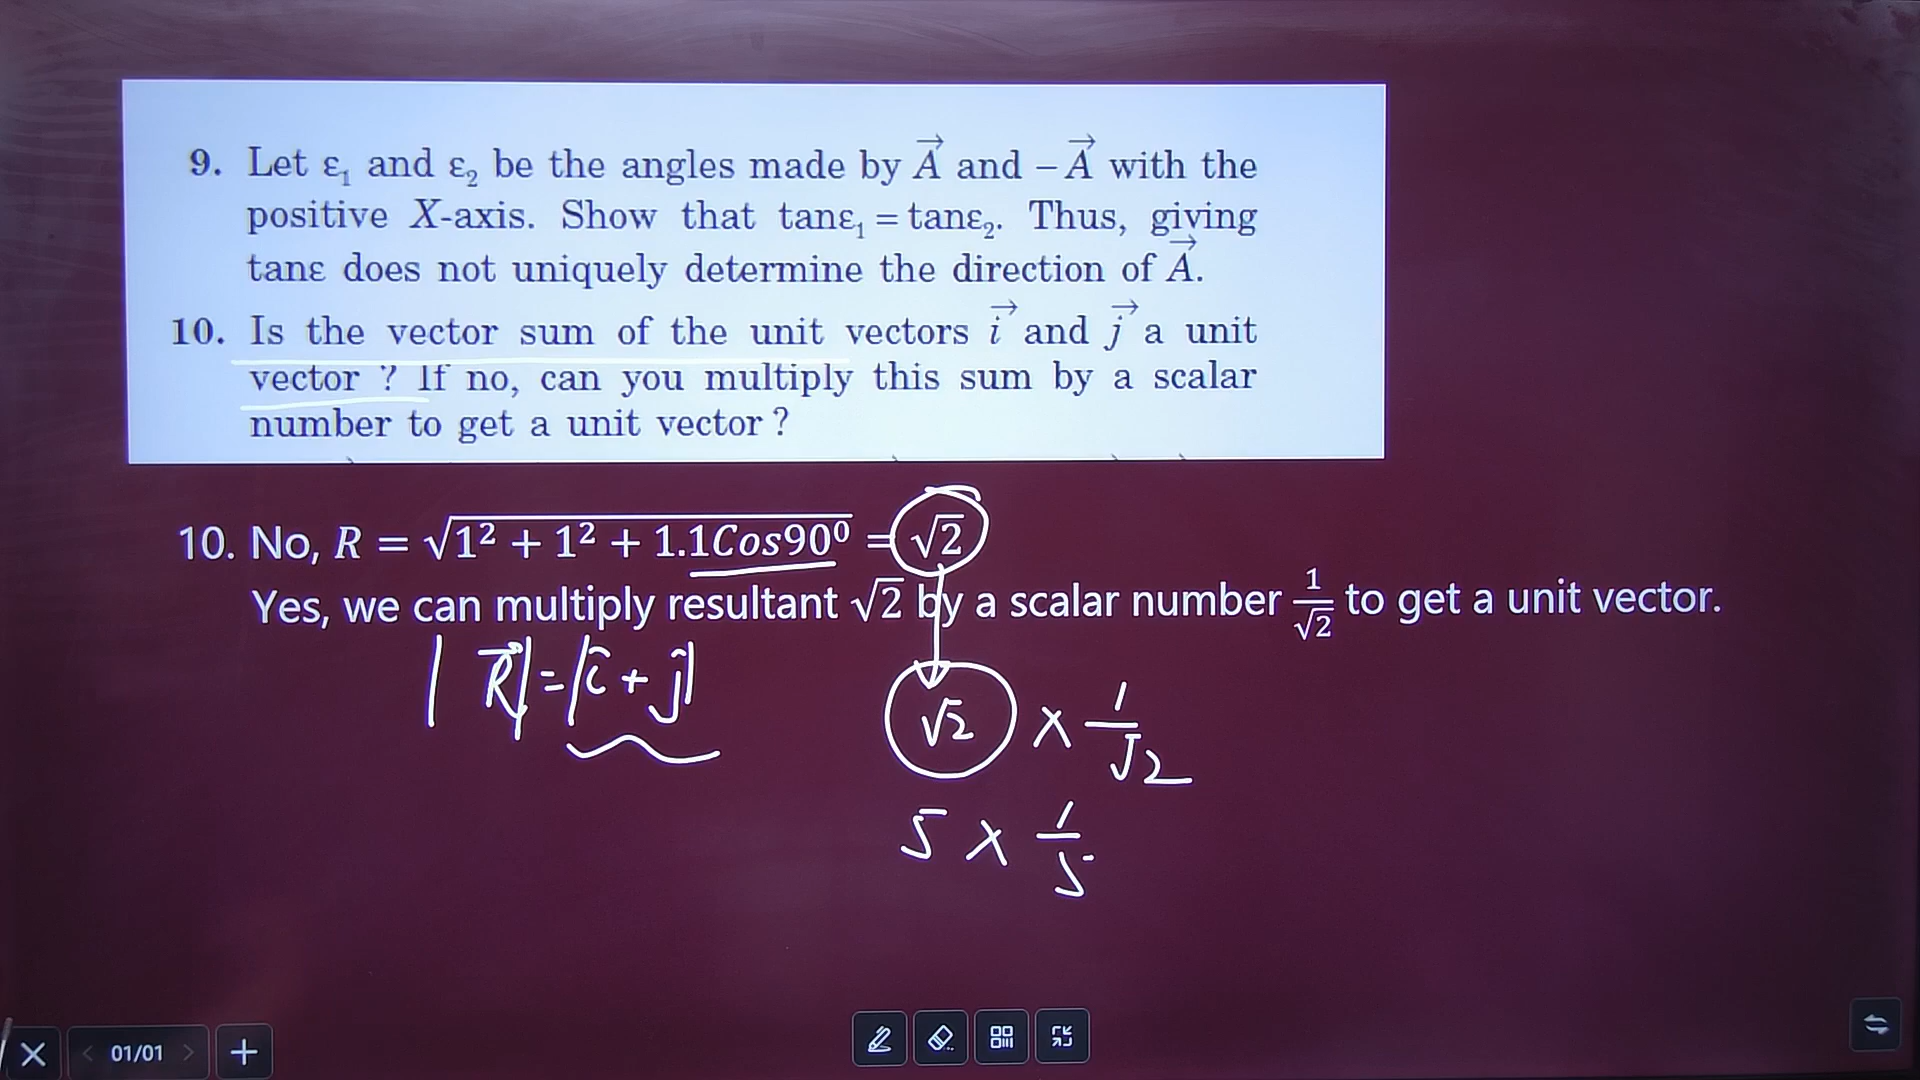 9. Let ε₁ and ε₂ be the angles made by A⃗ and – A⃗ with the
positive X-axis. Show that tanε₁ = tanε₂. Thus, giving
tanε does not uniquely determine the direction of A⃗.
10. Is the vector sum of the unit vectors i⃗ and j⃗ a unit
vector ? If no, can you multiply this sum by a scalar
number to get a unit vector ?
10. No, R = √(1² + 1² + 1.1Cos90⁰) = √2
Yes, we can multiply resultant √2 by a scalar number 1/√2 to get a unit vector.
| R⃗| = |î + ĵ|
√2 × 1/√2
5 × 1/5
01/01